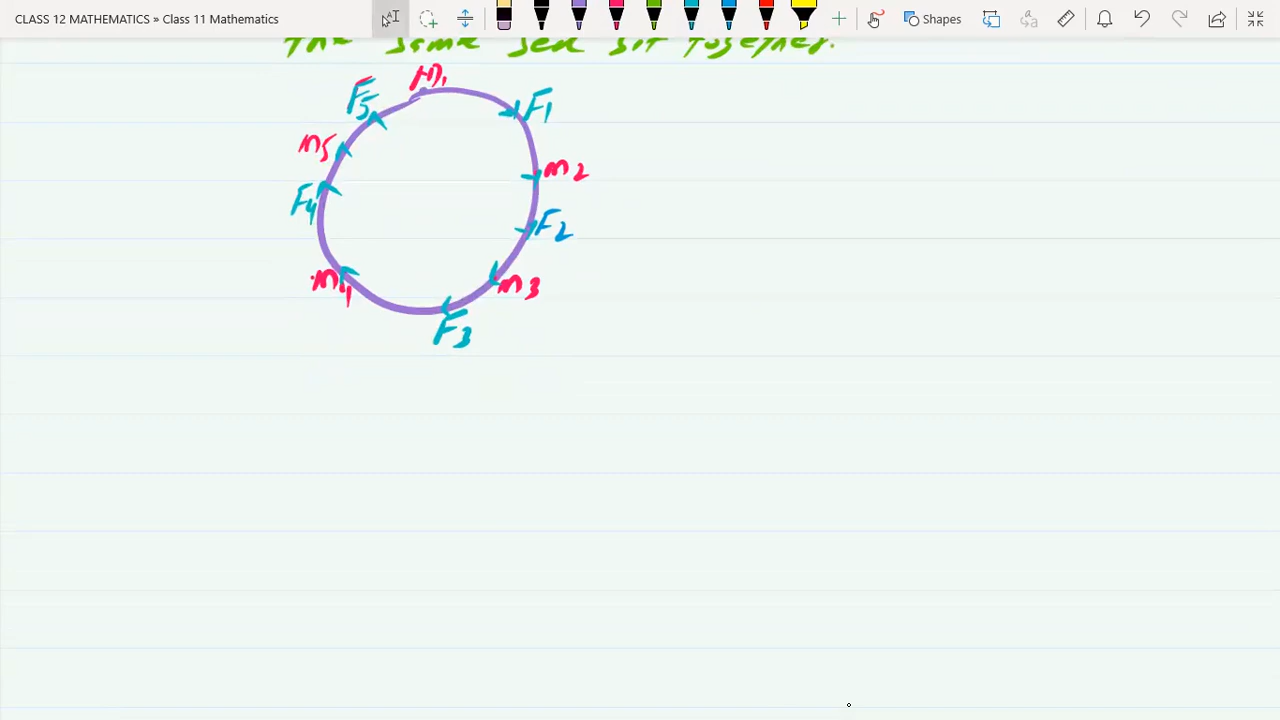 CLASS 12 MATHEMATICS » Class 11 Mathematics
Shapes
the same sex sit together.
M1
F5
F1
m5
m2
F4
F2
m4
m3
F3